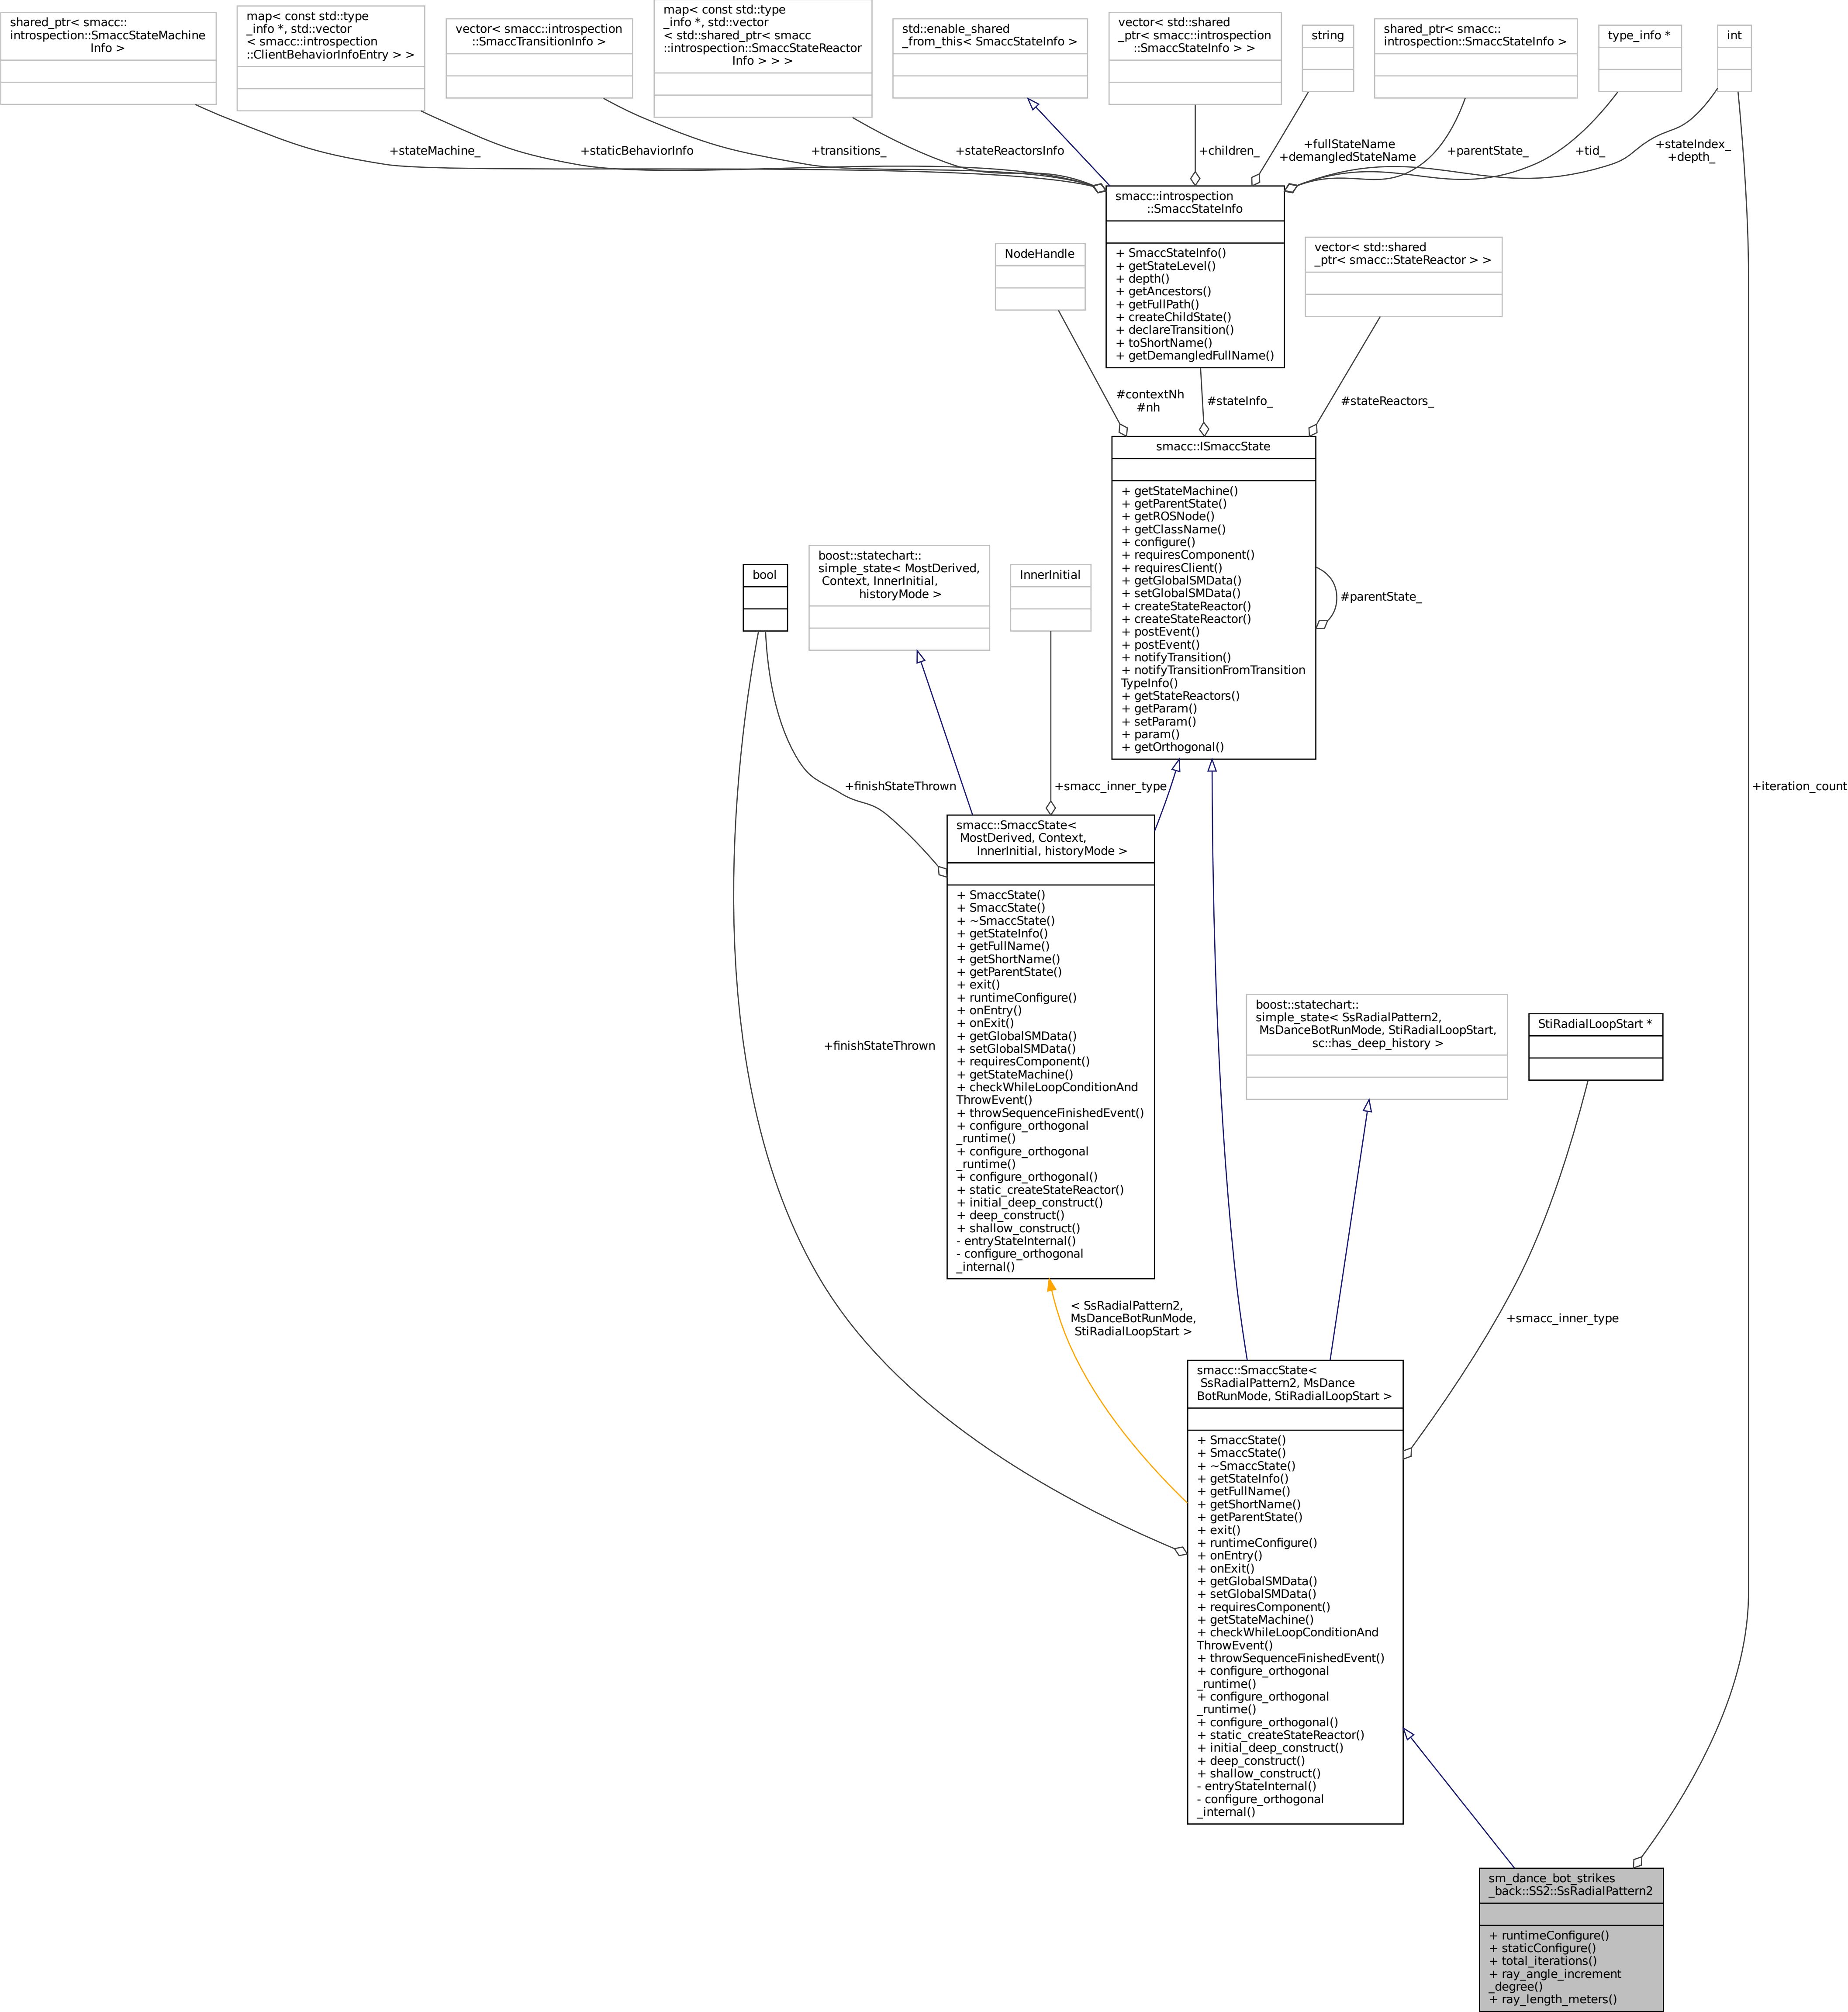 shared_ptr< smacc::
introspection::SmaccStateMachine
Info >
map< const std::type
_info *, std::vector
< smacc::introspection
::ClientBehaviorInfoEntry > >
vector< smacc::introspection
::SmaccTransitionInfo >
map< const std::type
_info *, std::vector
< std::shared_ptr< smacc
::introspection::SmaccStateReactor
Info > > >
std::enable_shared
_from_this< SmaccStateInfo >
vector< std::shared
_ptr< smacc::introspection
::SmaccStateInfo > >
string
shared_ptr< smacc::
introspection::SmaccStateInfo >
type_info *
int
+stateMachine_
+staticBehaviorInfo
+transitions_
+stateReactorsInfo
+children_
+fullStateName
+demangledStateName
+parentState_
+tid_
+stateIndex_
+depth_
smacc::introspection
::SmaccStateInfo
+ SmaccStateInfo()
+ getStateLevel()
+ depth()
+ getAncestors()
+ getFullPath()
+ createChildState()
+ declareTransition()
+ toShortName()
+ getDemangledFullName()
NodeHandle
vector< std::shared
_ptr< smacc::StateReactor > >
#contextNh
#nh
#stateInfo_
#stateReactors_
smacc::ISmaccState
+ getStateMachine()
+ getParentState()
+ getROSNode()
+ getClassName()
+ configure()
+ requiresComponent()
+ requiresClient()
+ getGlobalSMData()
+ setGlobalSMData()
+ createStateReactor()
+ createStateReactor()
+ postEvent()
+ postEvent()
+ notifyTransition()
+ notifyTransitionFromTransition
TypeInfo()
+ getStateReactors()
+ getParam()
+ setParam()
+ param()
+ getOrthogonal()
#parentState_
bool
boost::statechart::
simple_state< MostDerived,
Context, InnerInitial,
historyMode >
InnerInitial
+finishStateThrown
+smacc_inner_type
+iteration_count
smacc::SmaccState<
MostDerived, Context,
InnerInitial, historyMode >
+ SmaccState()
+ SmaccState()
+ ~SmaccState()
+ getStateInfo()
+ getFullName()
+ getShortName()
+ getParentState()
+ exit()
+ runtimeConfigure()
+ onEntry()
+ onExit()
+ getGlobalSMData()
+ setGlobalSMData()
+ requiresComponent()
+ getStateMachine()
+ checkWhileLoopConditionAnd
ThrowEvent()
+ throwSequenceFinishedEvent()
+ configure_orthogonal
_runtime()
+ configure_orthogonal
_runtime()
+ configure_orthogonal()
+ static_createStateReactor()
+ initial_deep_construct()
+ deep_construct()
+ shallow_construct()
- entryStateInternal()
- configure_orthogonal
_internal()
+finishStateThrown
boost::statechart::
simple_state< SsRadialPattern2,
MsDanceBotRunMode, StiRadialLoopStart,
sc::has_deep_history >
StiRadialLoopStart *
< SsRadialPattern2,
MsDanceBotRunMode,
StiRadialLoopStart >
+smacc_inner_type
smacc::SmaccState<
SsRadialPattern2, MsDance
BotRunMode, StiRadialLoopStart >
+ SmaccState()
+ SmaccState()
+ ~SmaccState()
+ getStateInfo()
+ getFullName()
+ getShortName()
+ getParentState()
+ exit()
+ runtimeConfigure()
+ onEntry()
+ onExit()
+ getGlobalSMData()
+ setGlobalSMData()
+ requiresComponent()
+ getStateMachine()
+ checkWhileLoopConditionAnd
ThrowEvent()
+ throwSequenceFinishedEvent()
+ configure_orthogonal
_runtime()
+ configure_orthogonal
_runtime()
+ configure_orthogonal()
+ static_createStateReactor()
+ initial_deep_construct()
+ deep_construct()
+ shallow_construct()
- entryStateInternal()
- configure_orthogonal
_internal()
sm_dance_bot_strikes
_back::SS2::SsRadialPattern2
+ runtimeConfigure()
+ staticConfigure()
+ total_iterations()
+ ray_angle_increment
_degree()
+ ray_length_meters()